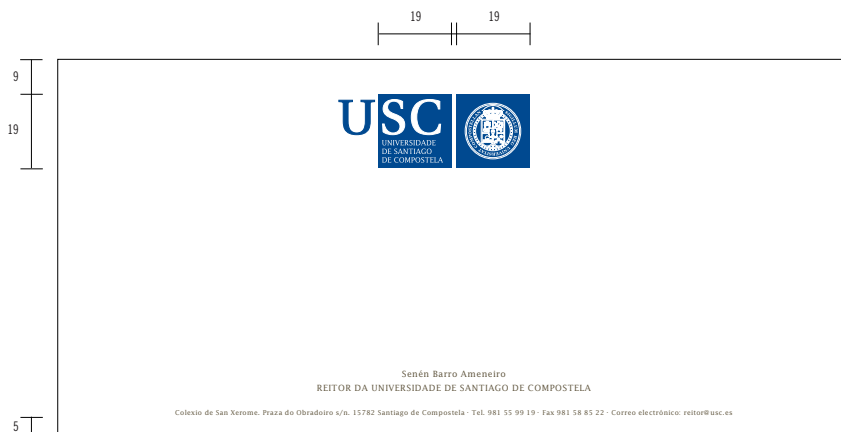 19 19
9
19
USC
UNIVERSIDADE
DE SANTIAGO
DE COMPOSTELA
Senén Barro Ameneiro
REITOR DA UNIVERSIDADE DE SANTIAGO DE COMPOSTELA
Colexio de San Xerome. Praza do Obradoiro s/n. 15782 Santiago de Compostela · Tel. 981 55 99 19 · Fax 981 58 85 22 · Correo electrónico: reitor@usc.es
5